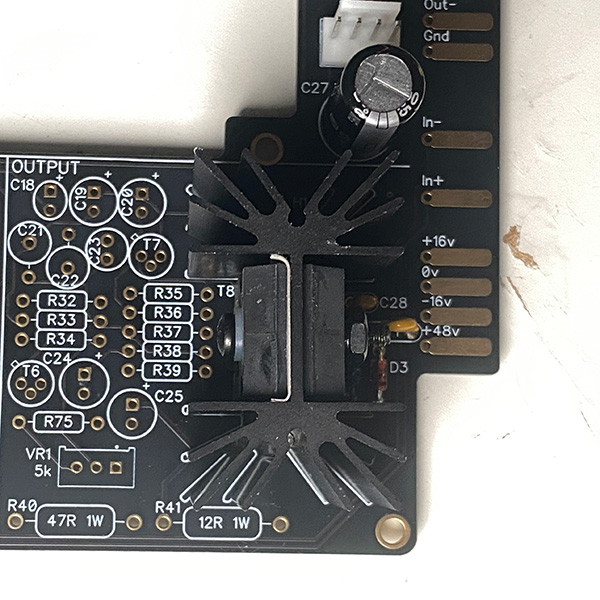 Out-
Gnd
C27
In-
OUTPUT
C18
C19
C20
In+
C21
C23
T7
+16v
C22
0v
R32
R35
T8
C28
-16v
R33
R36
R34
R37
+48v
C24
R38
T6
R39
D3
C25
R75
VR1
5k
R40
47R 1W
R41
12R 1W